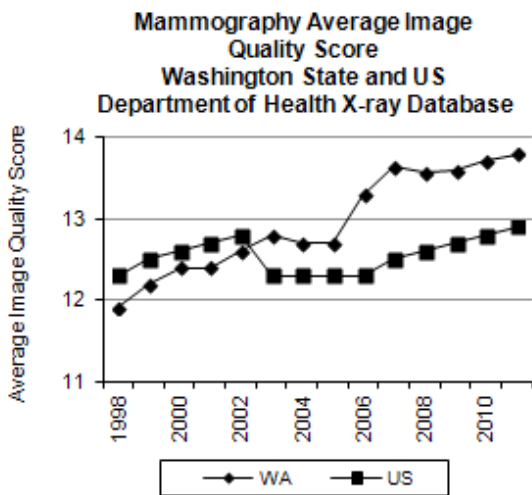 Mammography Average Image
Quality Score
Washington State and US
Department of Health X-ray Database
Average Image Quality Score
14
13
12
11
1998
2000
2002
2004
2006
2008
2010
WA
US